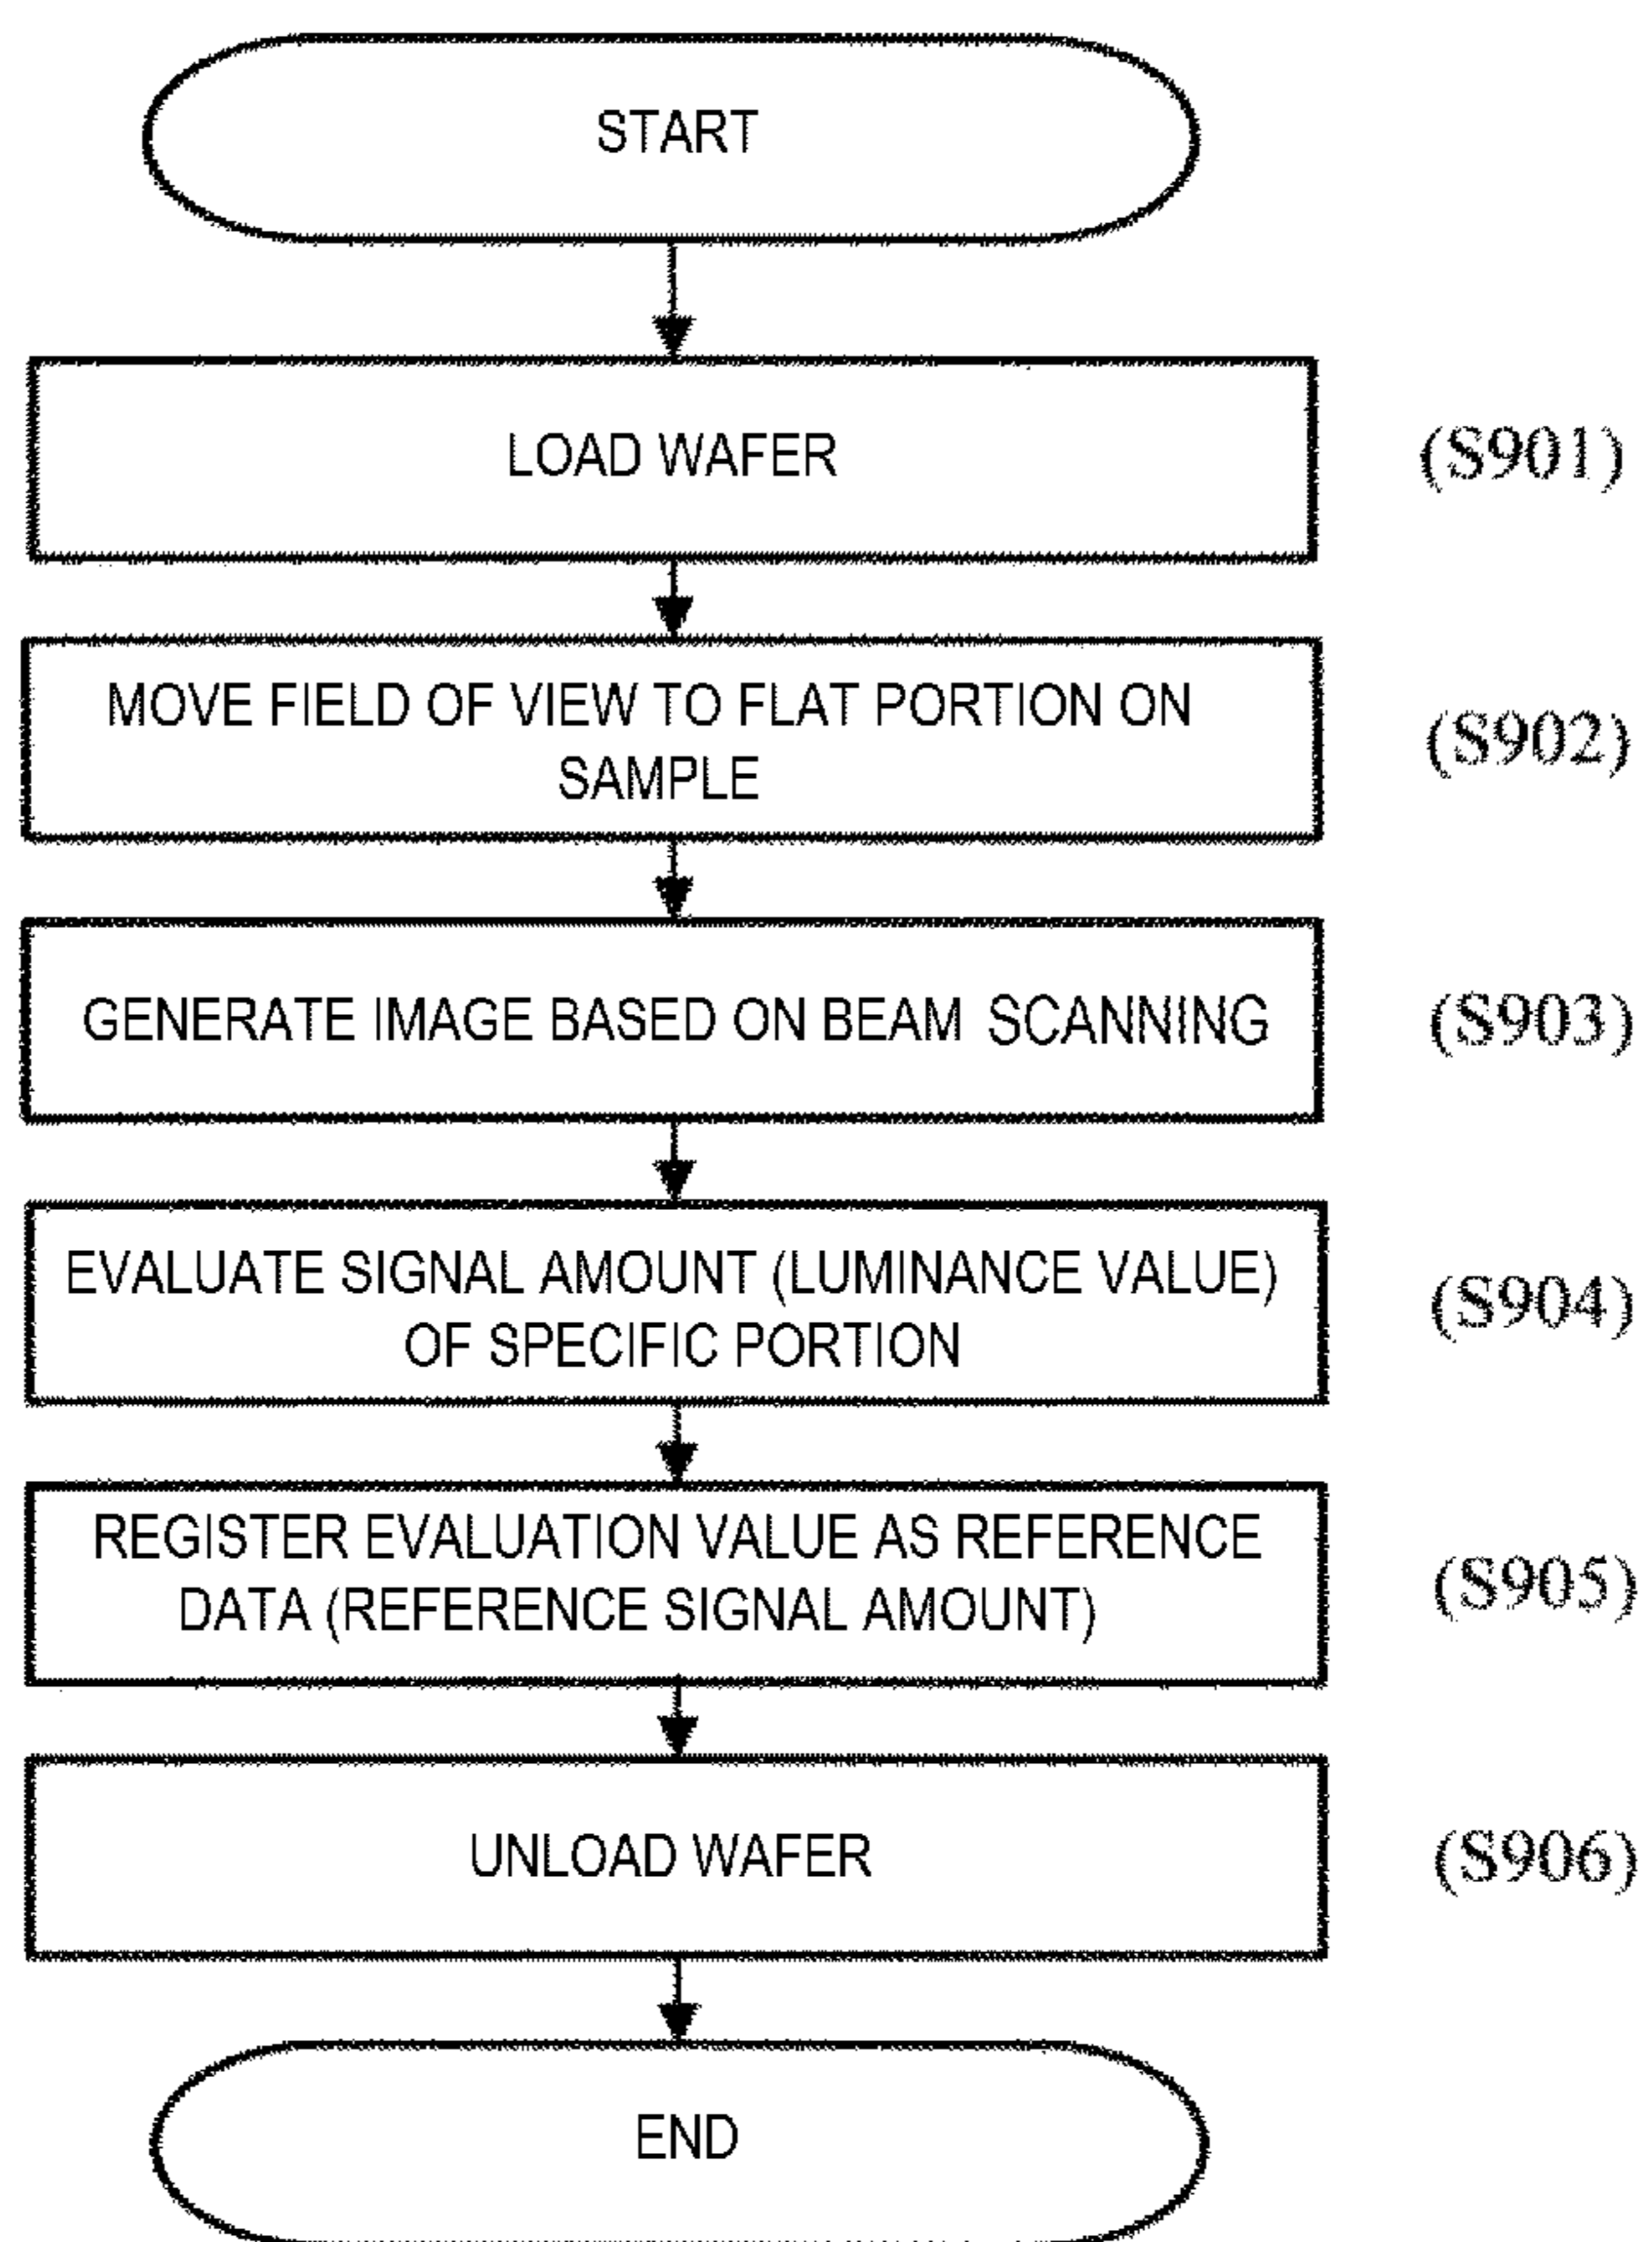 START
LOAD WAFER
(S901)
MOVE FIELD OF VIEW TO FLAT PORTION ON
SAMPLE
(S902)
GENERATE IMAGE BASED ON BEAM SCANNING
(S903)
EVALUATE SIGNAL AMOUNT (LUMINANCE VALUE)
OF SPECIFIC PORTION
(S904)
REGISTER EVALUATION VALUE AS REFERENCE
DATA (REFERENCE SIGNAL AMOUNT)
(S905)
UNLOAD WAFER
(S906)
END